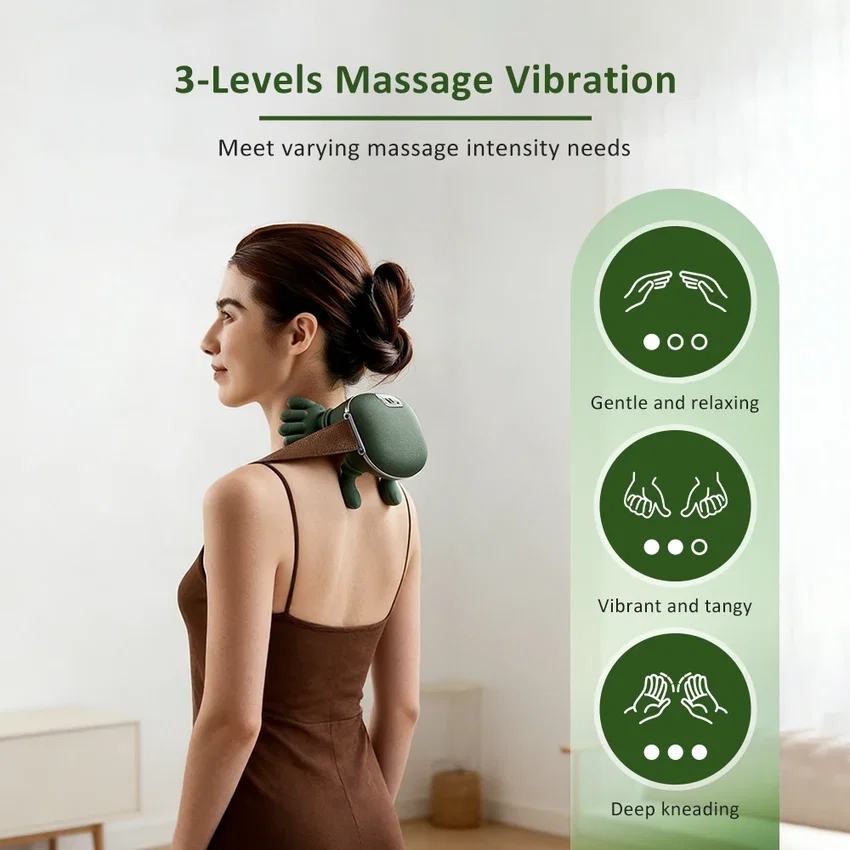 3-Levels Massage Vibration
Meet varying massage intensity needs
Gentle and relaxing
Vibrant and tangy
Deep kneading